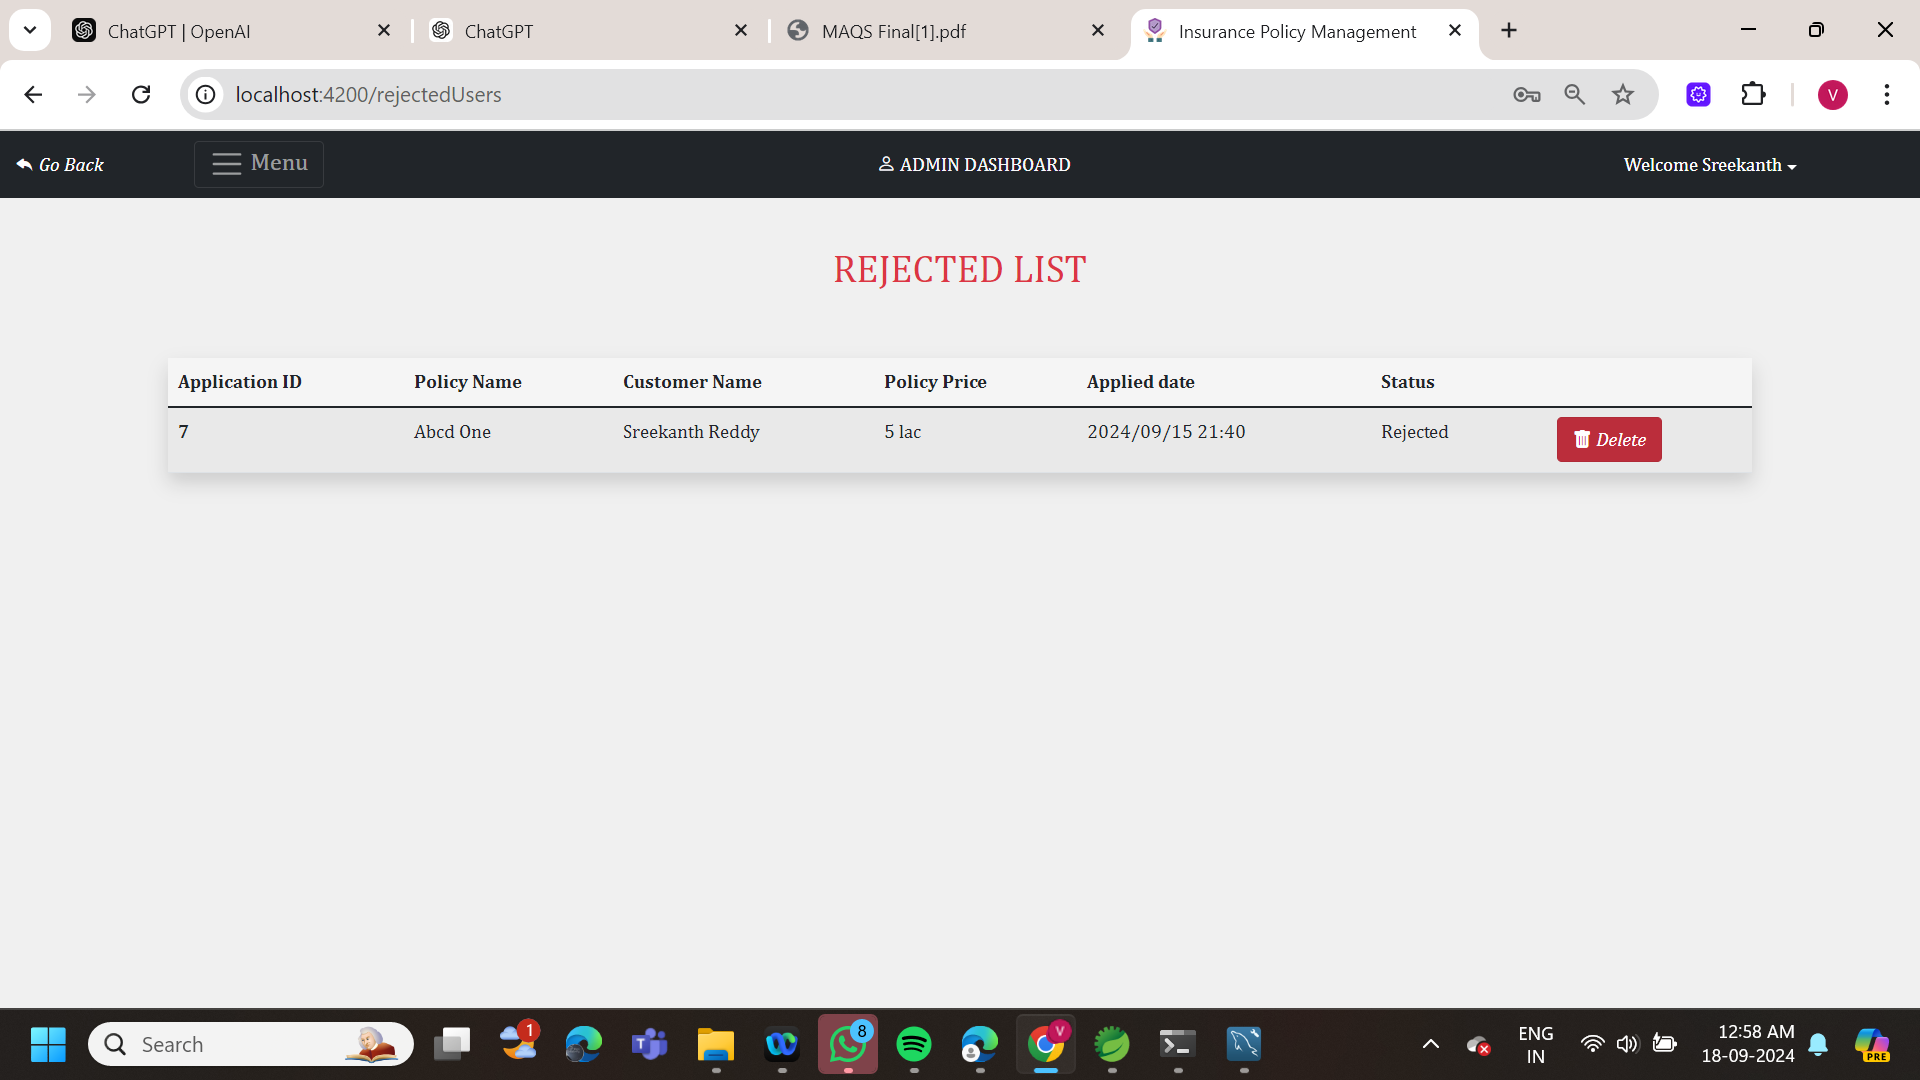 ChatGPT | OpenAI
ChatGPT
MAQS Final[1].pdf
Insurance Policy Management
localhost:4200/rejectedUsers
V
Go Back
Menu
ADMIN DASHBOARD
Welcome Sreekanth
REJECTED LIST
Application ID Policy Name Customer Name Policy Price Applied date Status
7 Abcd One Sreekanth Reddy 5 lac 2024/09/15 21:40 Rejected Delete
Search
1
8
V
ENG
IN
12:58 AM
18-09-2024
PRE